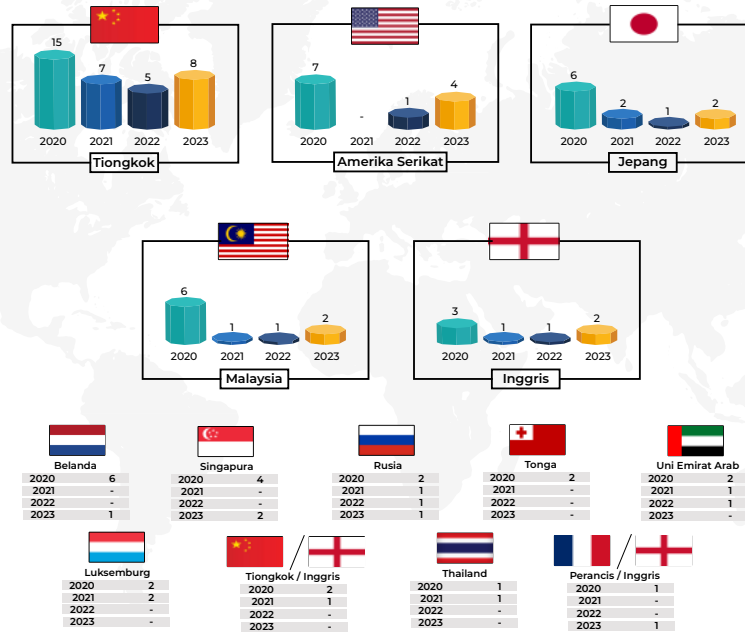 15
7
5
8
2020 2021 2022 2023
Tiongkok
7
-
1
4
2020 2021 2022 2023
Amerika Serikat
6
2
1
2
2020 2021 2022 2023
Jepang
6
1
1
2
2020 2021 2022 2023
Malaysia
3
1
1
2
2020 2021 2022 2023
Inggris
Belanda
2020 6
2021 -
2022 -
2023 1
Singapura
2020 4
2021 -
2022 -
2023 2
Rusia
2020 2
2021 1
2022 1
2023 1
Tonga
2020 2
2021 -
2022 -
2023 -
Uni Emirat Arab
2020 2
2021 1
2022 1
2023 -
Luksemburg
2020 2
2021 2
2022 -
2023 -
Tiongkok / Inggris
2020 2
2021 1
2022 -
2023 -
Thailand
2020 1
2021 1
2022 -
2023 -
Perancis / Inggris
2020 1
2021 -
2022 -
2023 1